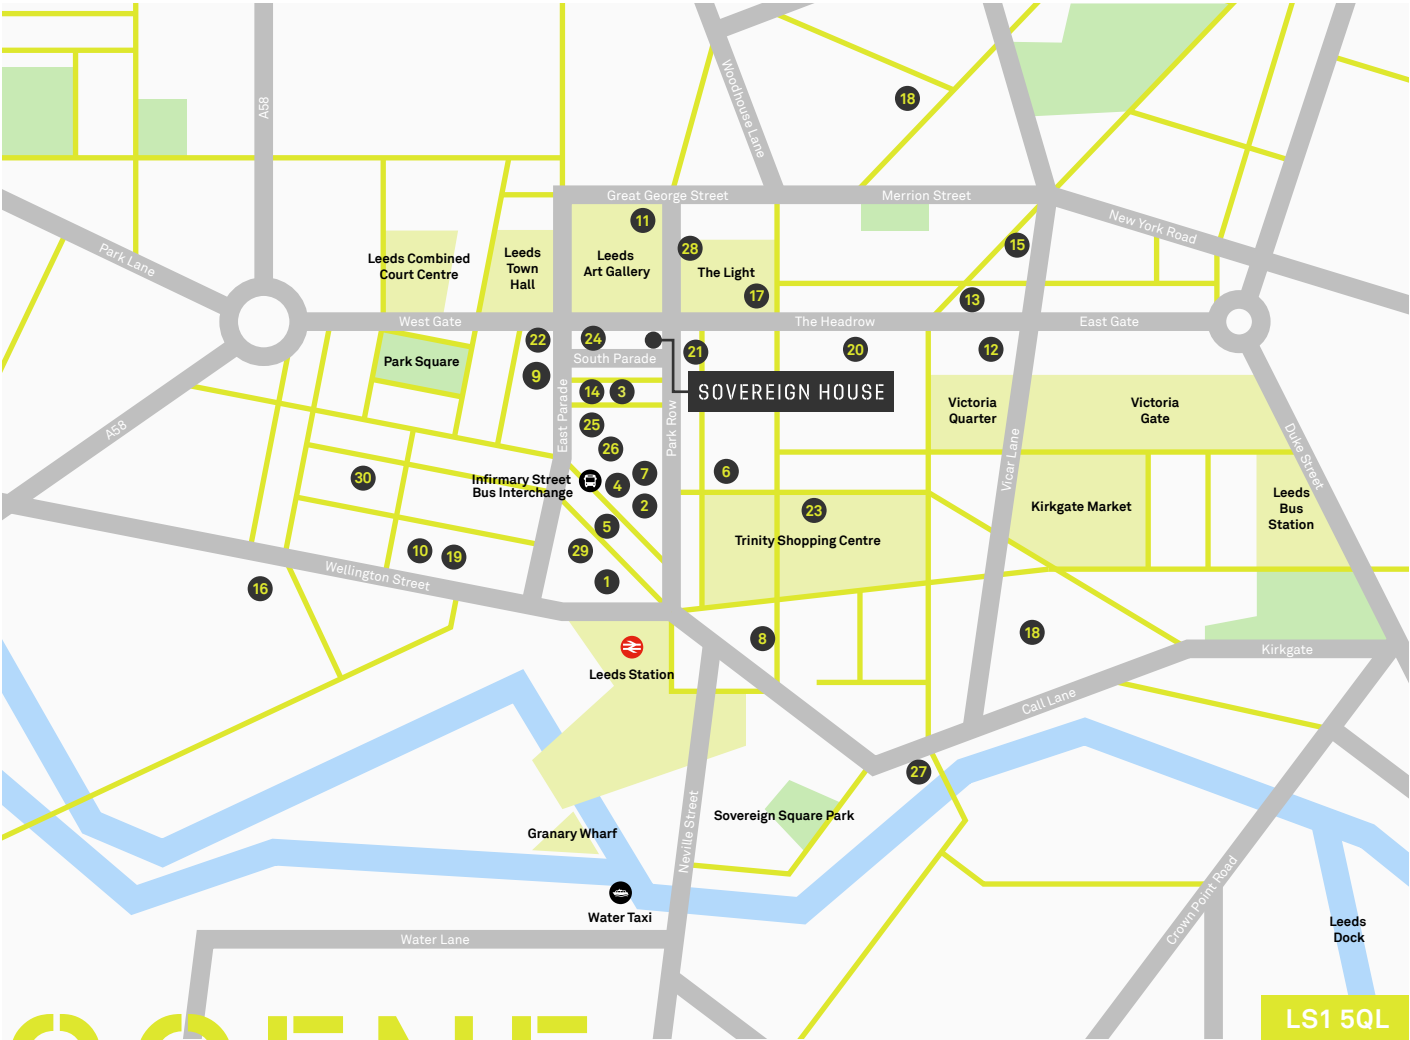 A58
Woodhouse Lane
18
Great George Street
Merrion Street
11
New York Road
Park Lane
Leeds Combined
Court Centre
Leeds
Town
Hall
Leeds
Art Gallery
28
The Light
17
15
13
West Gate
The Headrow
East Gate
22
24
South Parade
21
20
12
Park Square
9
14
3
SOVEREIGN HOUSE
East Parade
Park Row
25
26
Victoria
Quarter
Victoria
Gate
Duke Street
A58
30
Infirmary Street
Bus Interchange
4
7
2
6
Vicar Lane
Kirkgate Market
Leeds
Bus
Station
23
Trinity Shopping Centre
5
29
1
10
19
Wellington Street
16
8
18
Kirkgate
Leeds Station
Call Lane
27
Neville Street
Sovereign Square Park
Granary Wharf
Water Taxi
Water Lane
Crown Point Road
Leeds
Dock
LS1 5QL